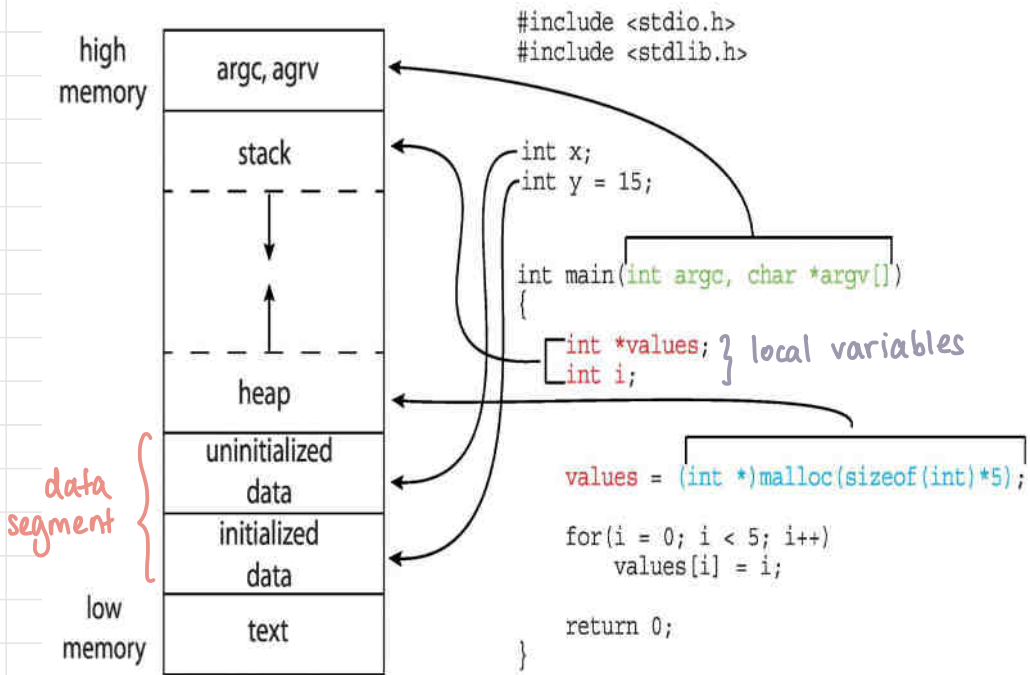 high
memory
argc, agrv
stack
heap
uninitialized
data
initialized
data
text
low
memory
data
segment
#include <stdio.h>
#include <stdlib.h>
int x;
int y = 15;
int main(int argc, char *argv[])
{
int *values; } local variables
int i;
values = (int *)malloc(sizeof(int)*5);
for(i = 0; i < 5; i++)
values[i] = i;
return 0;
}